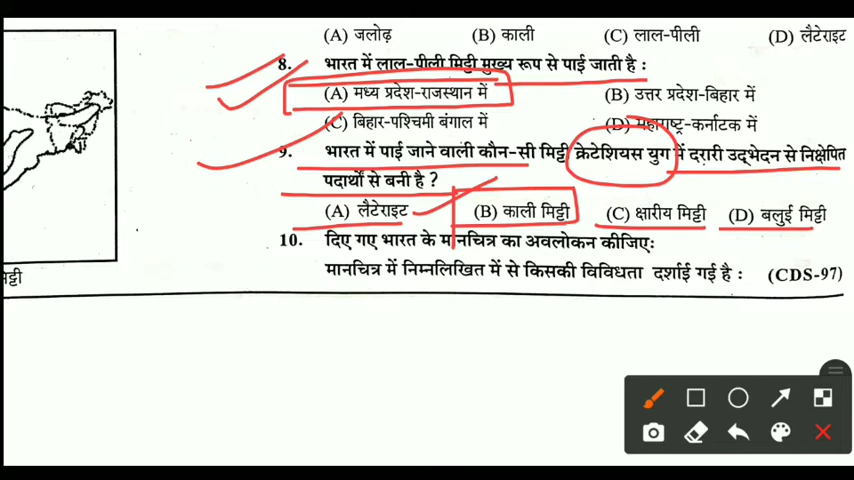 (A) जलोढ़ (B) काली (C) लाल-पीली (D) लैटेराइट
8. भारत में लाल-पीली मिट्टी मुख्य रूप से पाई जाती है :
(A) मध्य प्रदेश-राजस्थान में (B) उत्तर प्रदेश-बिहार में
(C) बिहार-पश्चिमी बंगाल में (D) महाराष्ट्र-कर्नाटक में
9. भारत में पाई जाने वाली कौन-सी मिट्टी क्रेटेशियस युग में दरारी उद्भेदन से निक्षेपित
पदार्थों से बनी है ?
(A) लैटेराइट (B) काली मिट्टी (C) क्षारीय मिट्टी (D) बलुई मिट्टी
10. दिए गए भारत के मानचित्र का अवलोकन कीजिए:
मानचित्र में निम्नलिखित में से किसकी विविधता दर्शाई गई है : (CDS-97)